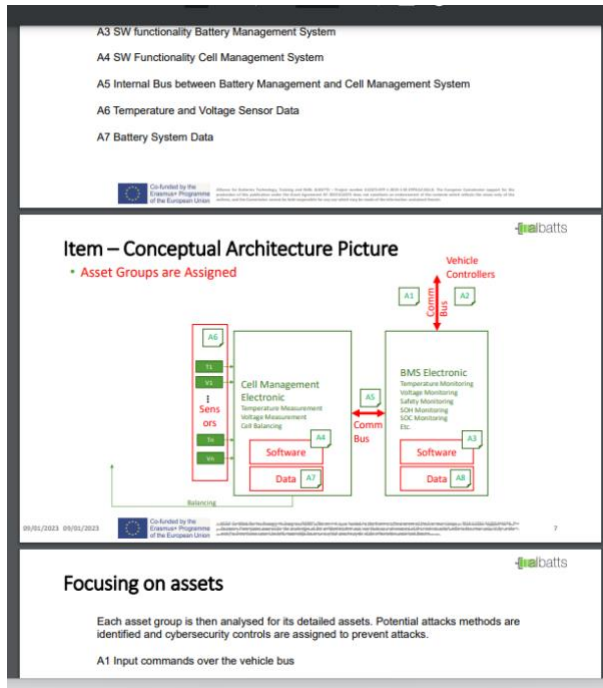 A3 SW functionality Battery Management System
A4 SW Functionality Cell Management System
A5 Internal Bus between Battery Management and Cell Management System
A6 Temperature and Voltage Sensor Data
A7 Battery System Data
Co-funded by the
Erasmus+ Programme
of the European Union
albatts
Item – Conceptual Architecture Picture
• Asset Groups are Assigned
Vehicle
Controllers
A1
Comm
Bus
A2
A6
T1
V1
Sens
ors
Tn
Vn
Cell Management
Electronic
Temperature Measurement
Voltage Measurement
Cell Balancing
A4
Software
Data
A7
A5
Comm
Bus
BMS Electronic
Temperature Monitoring
Voltage Monitoring
Safety Monitoring
SOH Monitoring
SOC Monitoring
Etc.
A3
Software
Data
A8
Balancing
09/01/2023 09/01/2023
Co-funded by the
Erasmus+ Programme
of the European Union
7
albatts
Focusing on assets
Each asset group is then analysed for its detailed assets. Potential attacks methods are
identified and cybersecurity controls are assigned to prevent attacks.
A1 Input commands over the vehicle bus